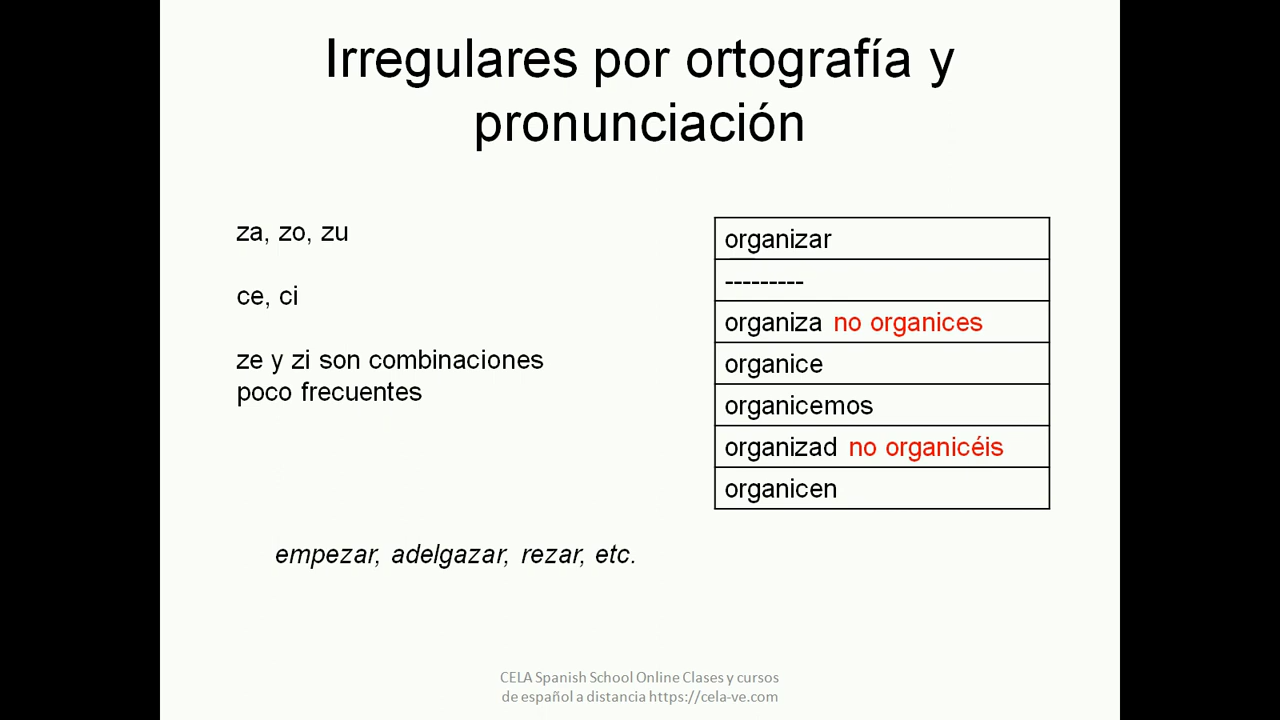 Irregulares por ortografía y
pronunciación
za, zo, zu
ce, ci
ze y zi son combinaciones
poco frecuentes
organizar
---------
organiza no organices
organice
organicemos
organizad no organicéis
organicen
empezar, adelgazar, rezar, etc.
CELA Spanish School Online Clases y cursos
de español a distancia https://cela-ve.com